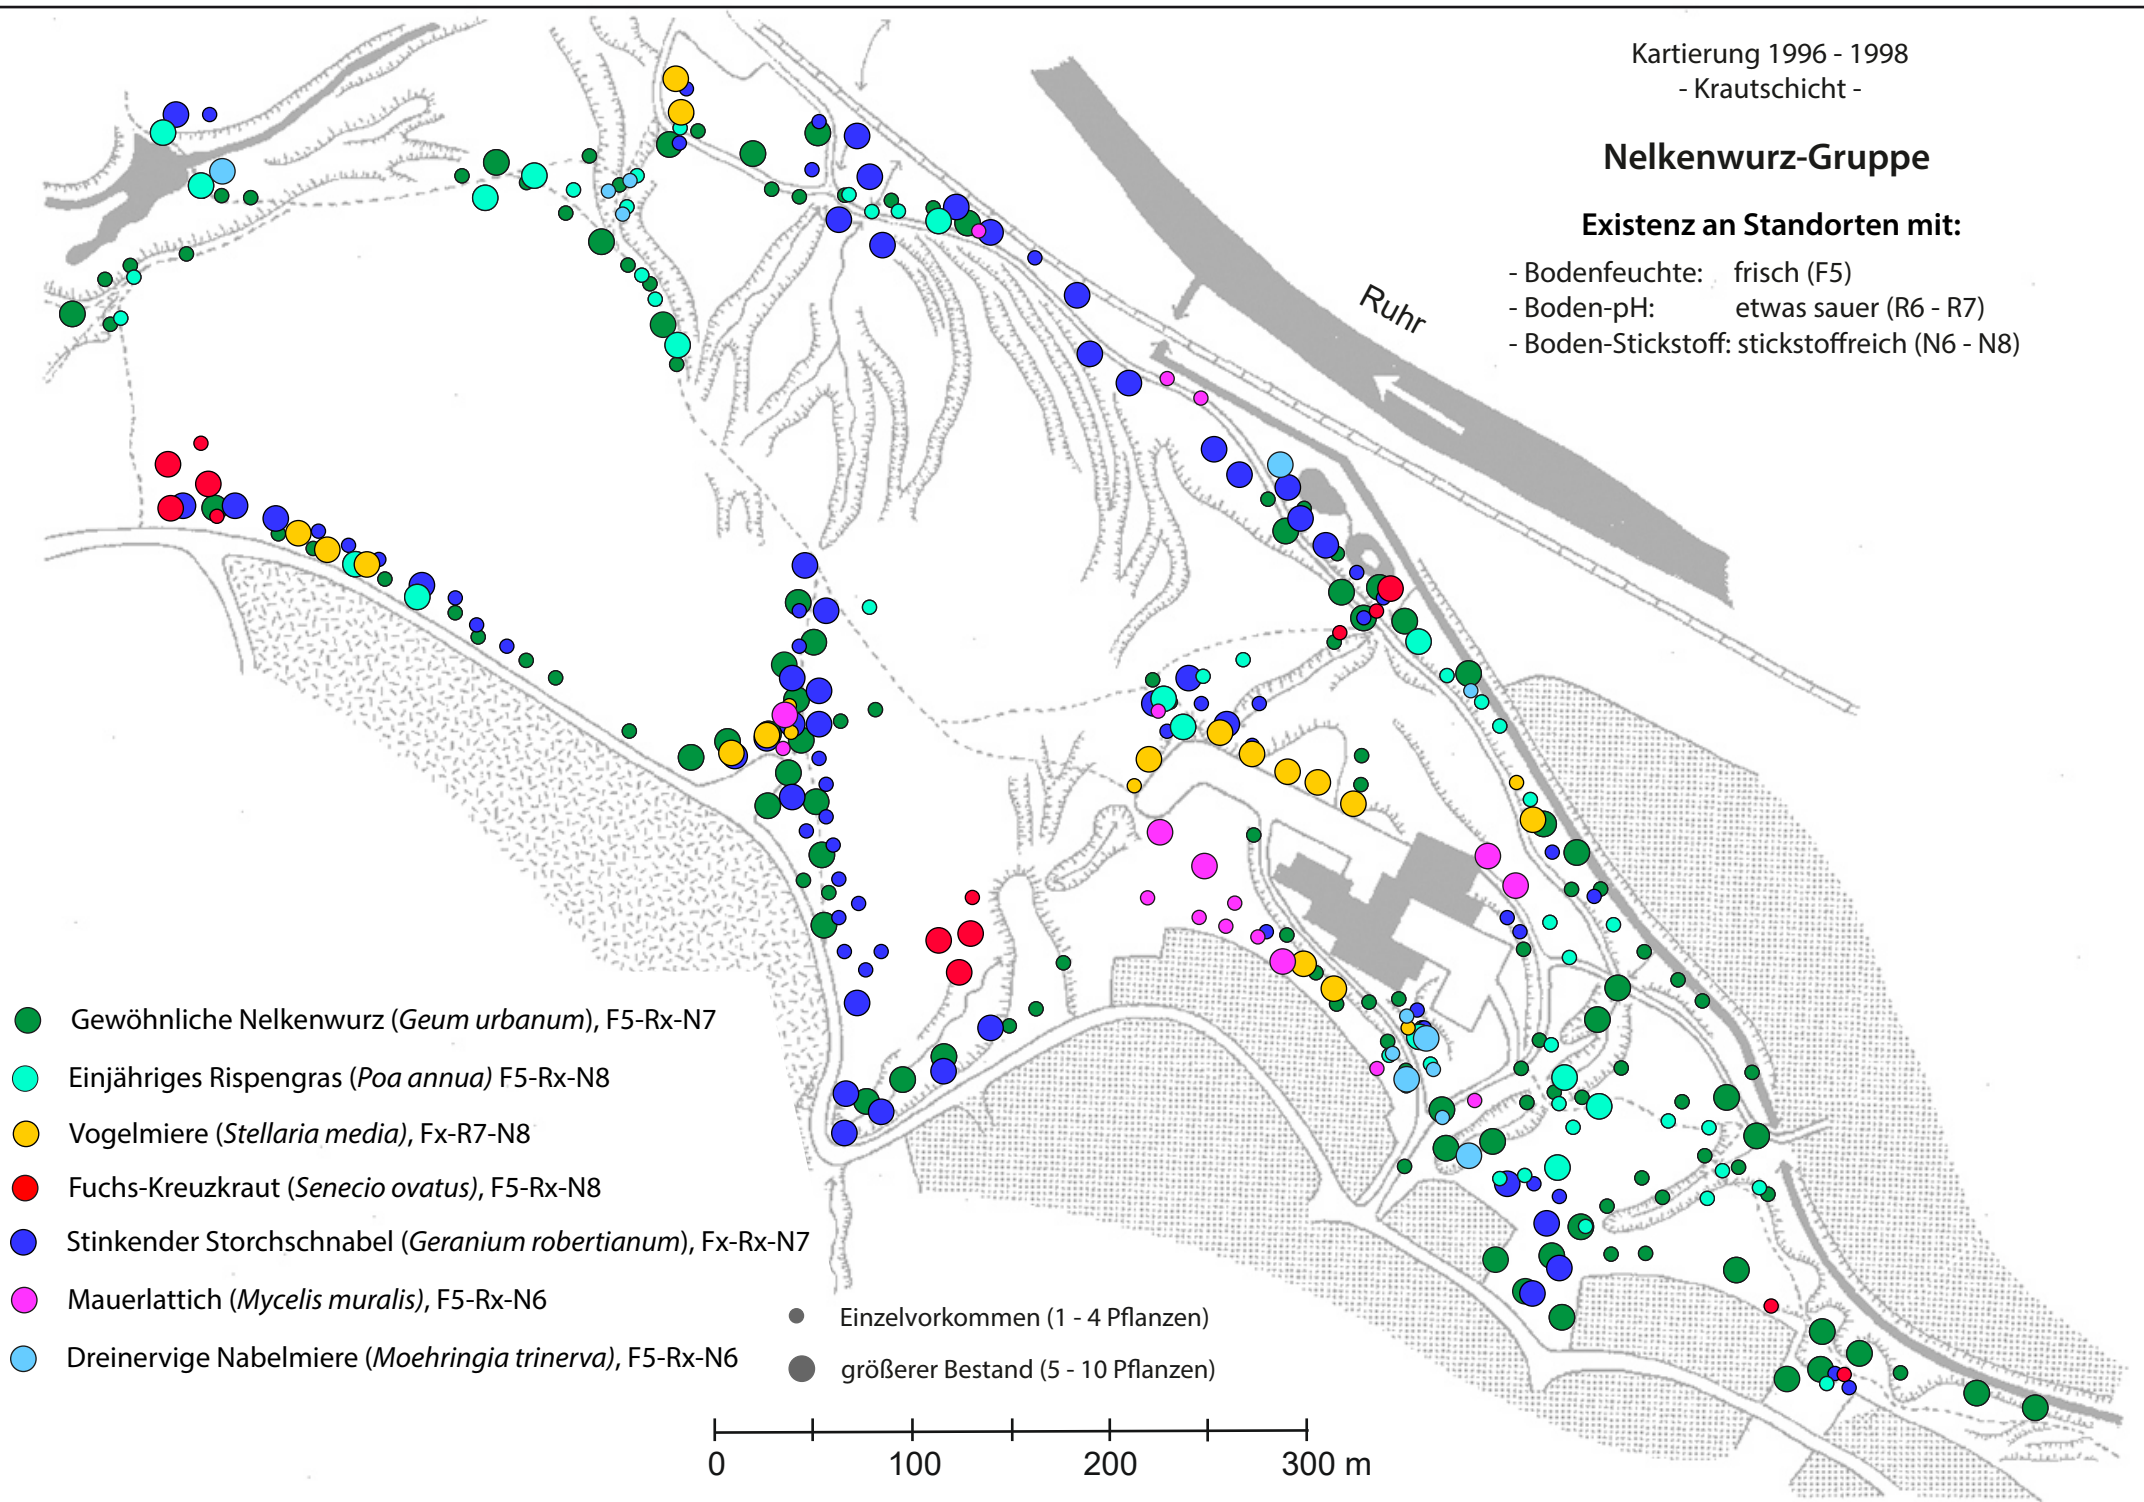 Kartierung 1996 - 1998
- Krautschicht -
Nelkenwurz-Gruppe
Existenz an Standorten mit:
- Bodenfeuchte: frisch (F5)
- Boden-pH: etwas sauer (R6 - R7)
- Boden-Stickstoff: stickstoffreich (N6 - N8)
Ruhr
Gewöhnliche Nelkenwurz (Geum urbanum), F5-Rx-N7
Einjähriges Rispengras (Poa annua) F5-Rx-N8
Vogelmiere (Stellaria media), Fx-R7-N8
Fuchs-Kreuzkraut (Senecio ovatus), F5-Rx-N8
Stinkender Storchschnabel (Geranium robertianum), Fx-Rx-N7
Mauerlattich (Mycelis muralis), F5-Rx-N6
Dreinervige Nabelmiere (Moehringia trinerva), F5-Rx-N6
Einzelvorkommen (1 - 4 Pflanzen)
größerer Bestand (5 - 10 Pflanzen)
0 100 200 300 m